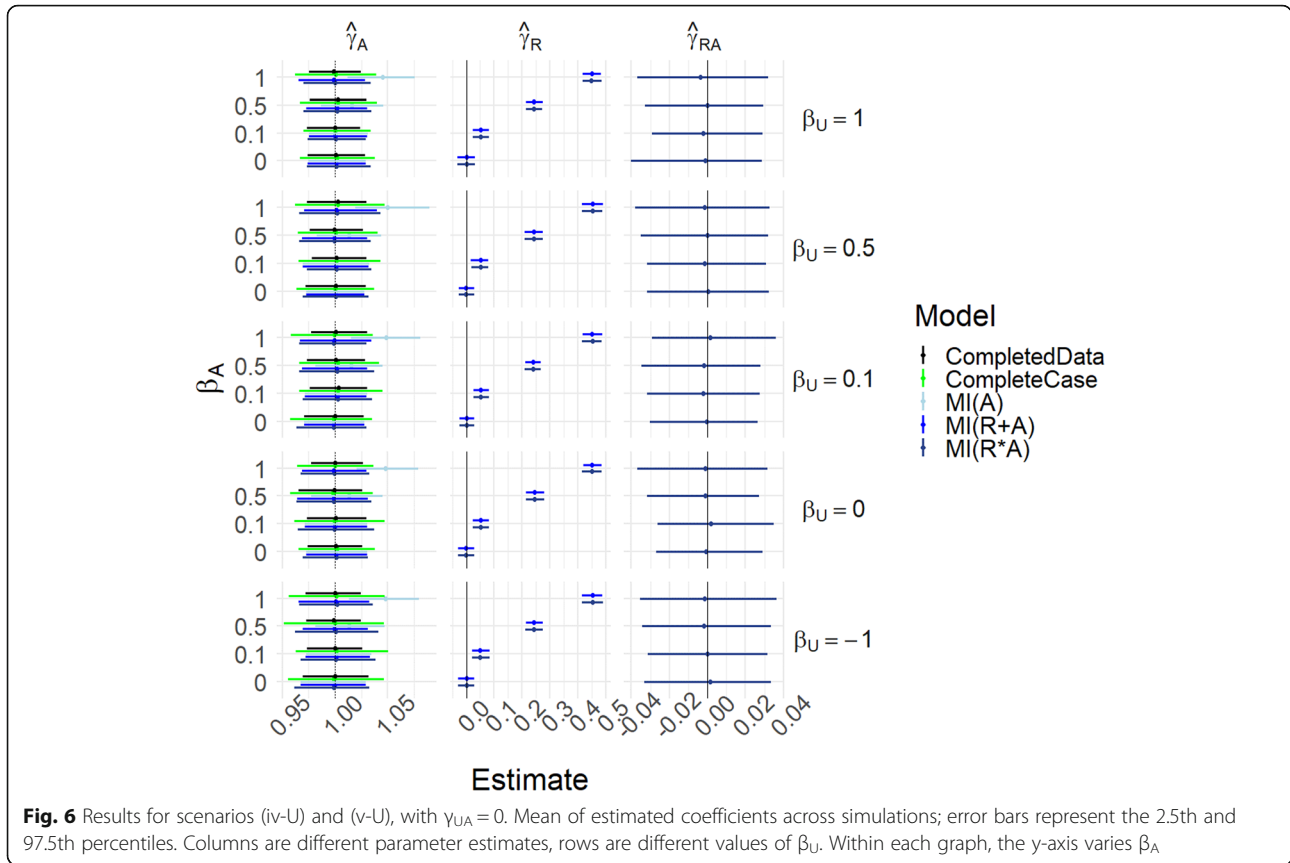 γ̂A γ̂R γ̂RA
1
0.5
0.1
0
βU = 1
1
0.5
0.1
0
βU = 0.5
1
0.5
0.1
0
βU = 0.1
1
0.5
0.1
0
βU = 0
1
0.5
0.1
0
βU = −1
βA
0.95 1.00 1.05 0.0 0.1 0.2 0.3 0.4 0.5 -0.04 -0.02 0.00 0.02 0.04
Estimate
Model
CompletedData
CompleteCase
MI(A)
MI(R+A)
MI(R*A)
Fig. 6 Results for scenarios (iv-U) and (v-U), with γUA = 0. Mean of estimated coefficients across simulations; error bars represent the 2.5th and
97.5th percentiles. Columns are different parameter estimates, rows are different values of βU. Within each graph, the y-axis varies βA